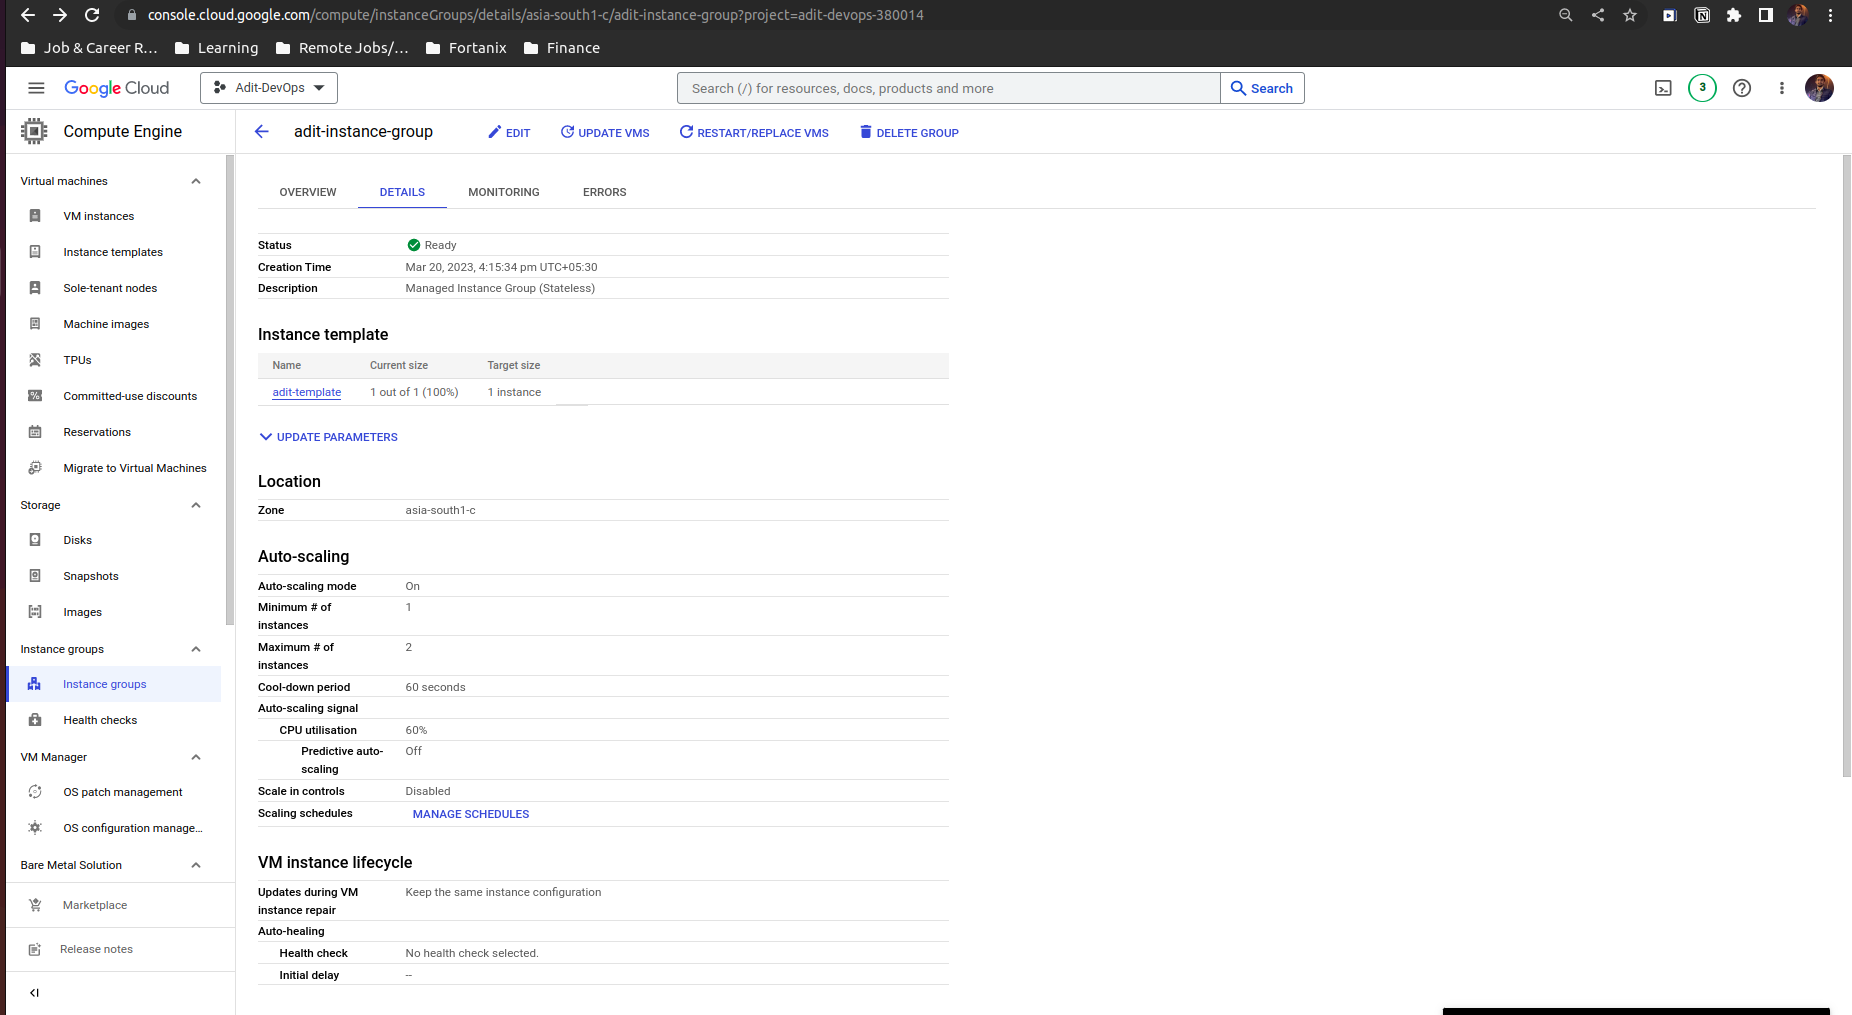 console.cloud.google.com/compute/instanceGroups/details/asia-south1-c/adit-instance-group?project=adit-devops-380014
Job & Career R... Learning Remote Jobs/... Fortanix Finance
Google Cloud Adit-DevOps Search (/) for resources, docs, products and more Search 3
Compute Engine
adit-instance-group EDIT UPDATE VMS RESTART/REPLACE VMS DELETE GROUP
Virtual machines
VM instances
Instance templates
Sole-tenant nodes
Machine images
TPUs
Committed-use discounts
Reservations
Migrate to Virtual Machines
Storage
Disks
Snapshots
Images
Instance groups
Instance groups
Health checks
VM Manager
OS patch management
OS configuration manage...
Bare Metal Solution
Marketplace
Release notes
OVERVIEW DETAILS MONITORING ERRORS
Status Ready
Creation Time Mar 20, 2023, 4:15:34 pm UTC+05:30
Description Managed Instance Group (Stateless)
Instance template
Name Current size Target size
adit-template 1 out of 1 (100%) 1 instance
UPDATE PARAMETERS
Location
Zone asia-south1-c
Auto-scaling
Auto-scaling mode On
Minimum # of instances 1
Maximum # of instances 2
Cool-down period 60 seconds
Auto-scaling signal
CPU utilisation 60%
Predictive auto-scaling Off
Scale in controls Disabled
Scaling schedules MANAGE SCHEDULES
VM instance lifecycle
Updates during VM instance repair Keep the same instance configuration
Auto-healing
Health check No health check selected.
Initial delay --